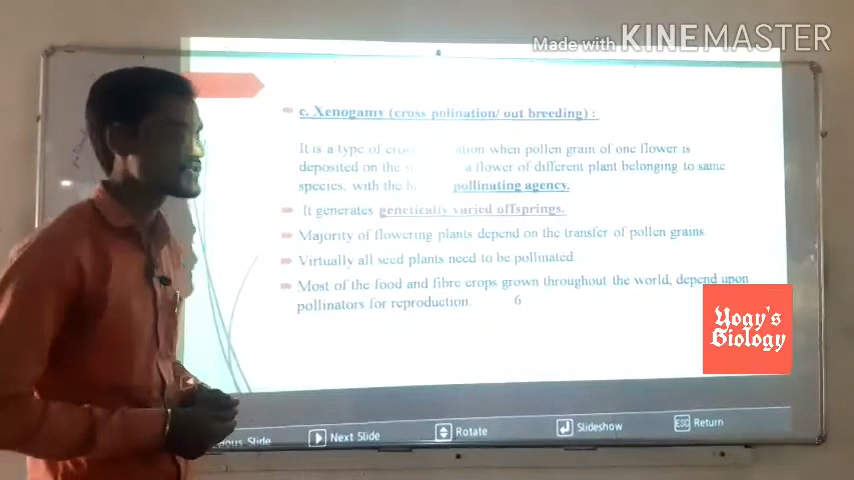 Made with KINEMASTER
c. Xenogamy (cross polination/ out breeding) :
It is a type of cross ation when pollen grain of one flower is
deposited on the a flower of different plant belonging to same
species, with the pollinating agency.
It generates genetically varied offsprings.
Majority of flowering plants depend on the transfer of pollen grains.
Virtually all seed plants need to be pollinated.
Most of the food and fibre crops grown throughout the world, depend upon
pollinators for reproduction. 6
Yogy's
Biology
Slide Next Slide Rotate Slideshow ESC Return